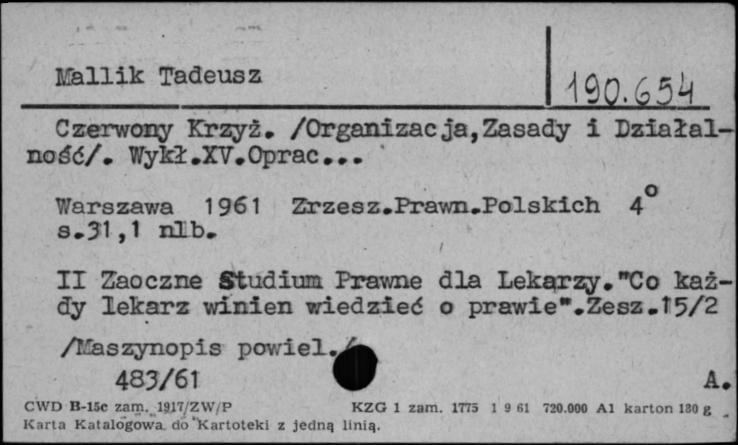 Mallik Tadeusz
190.654
Czerwony Krzyż. /Organizacja,Zasady i Działal-
ność/. Wykł.XV.Oprac...
Warszawa 1961 Zrzesz.Prawn.Polskich 4°
s.31,1 nlb.
II Zaoczne Studium Prawne dla Lekarzy."Co każ-
dy lekarz winien wiedzieć o prawie".Zesz.15/2
/Maszynopis powiel./
483/61 A.
CWD B-15c zam. 1917/ZW/P KZG 1 zam. 1775 1 9 61 720.000 A1 karton 180 g
Karta Katalogowa do Kartoteki z jedną linią.